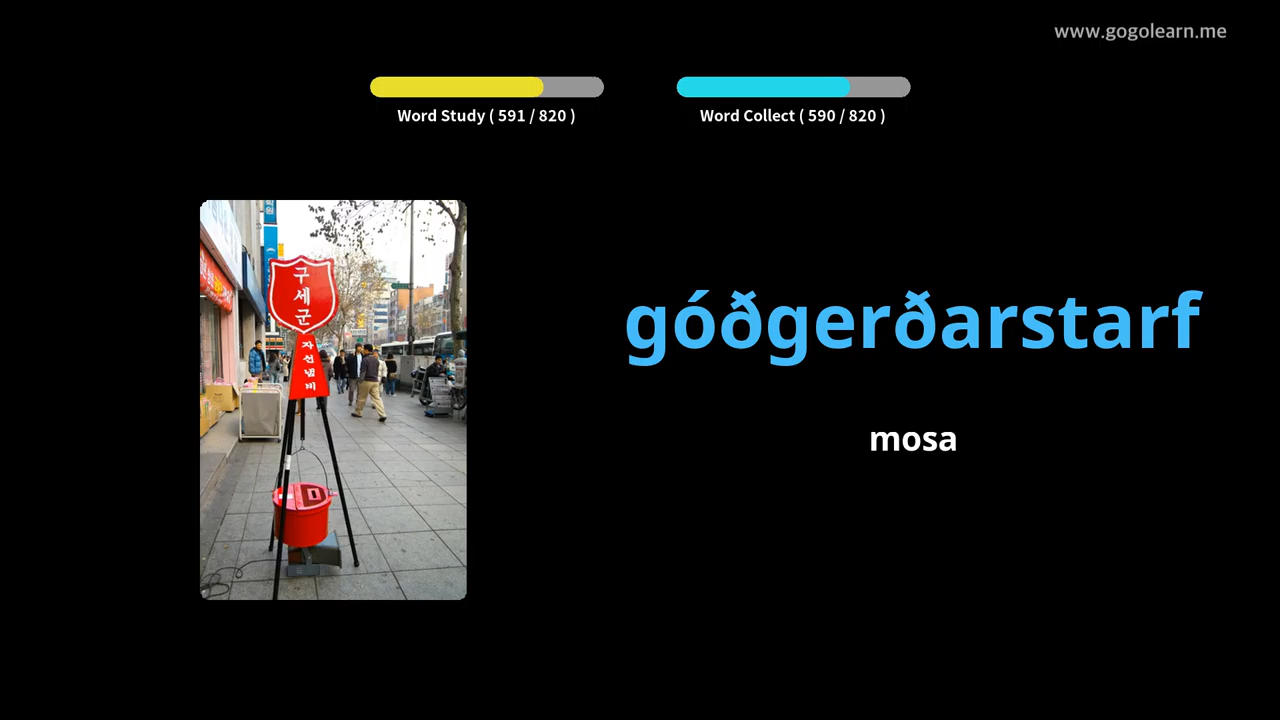 www.gogolearn.me
Word Study ( 591 / 820 )
Word Collect ( 590 / 820 )
구세군
자선냄비
góðgerðarstarf
mosa